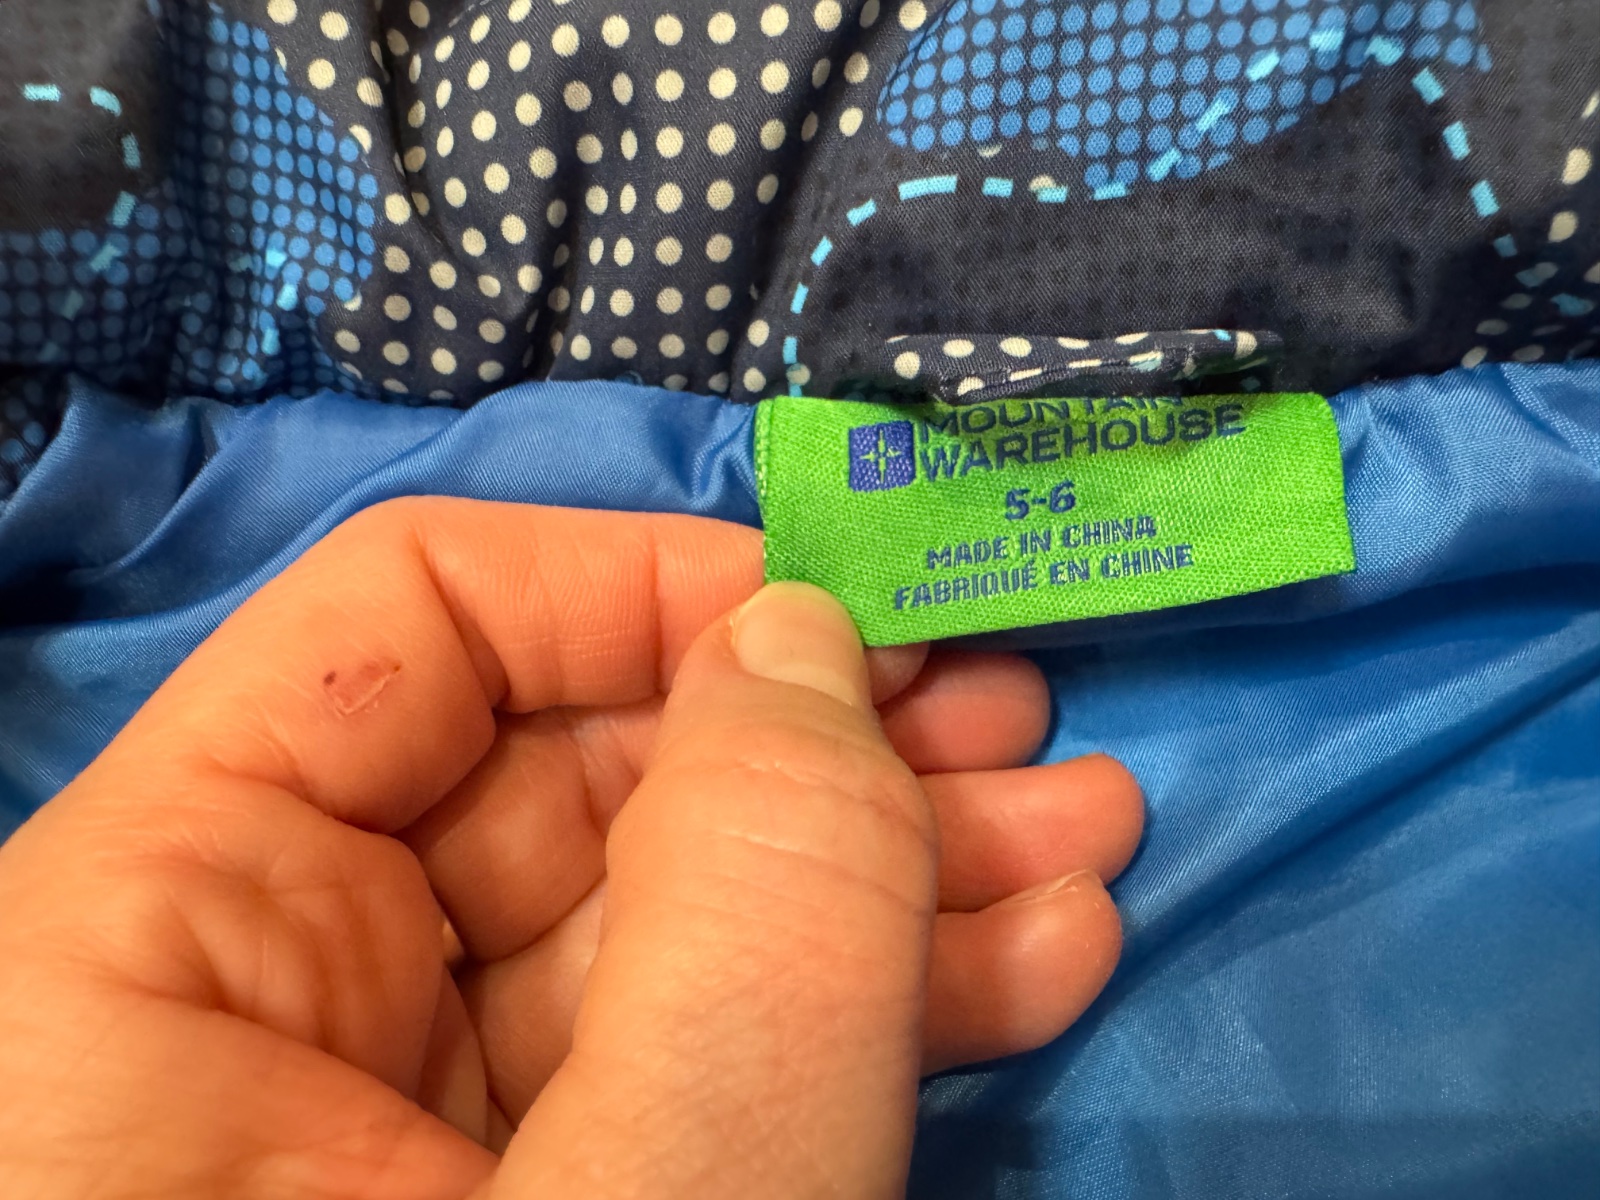 MOUNTAIN
WAREHOUSE
5-6
MADE IN CHINA
FABRIQUÉ EN CHINE